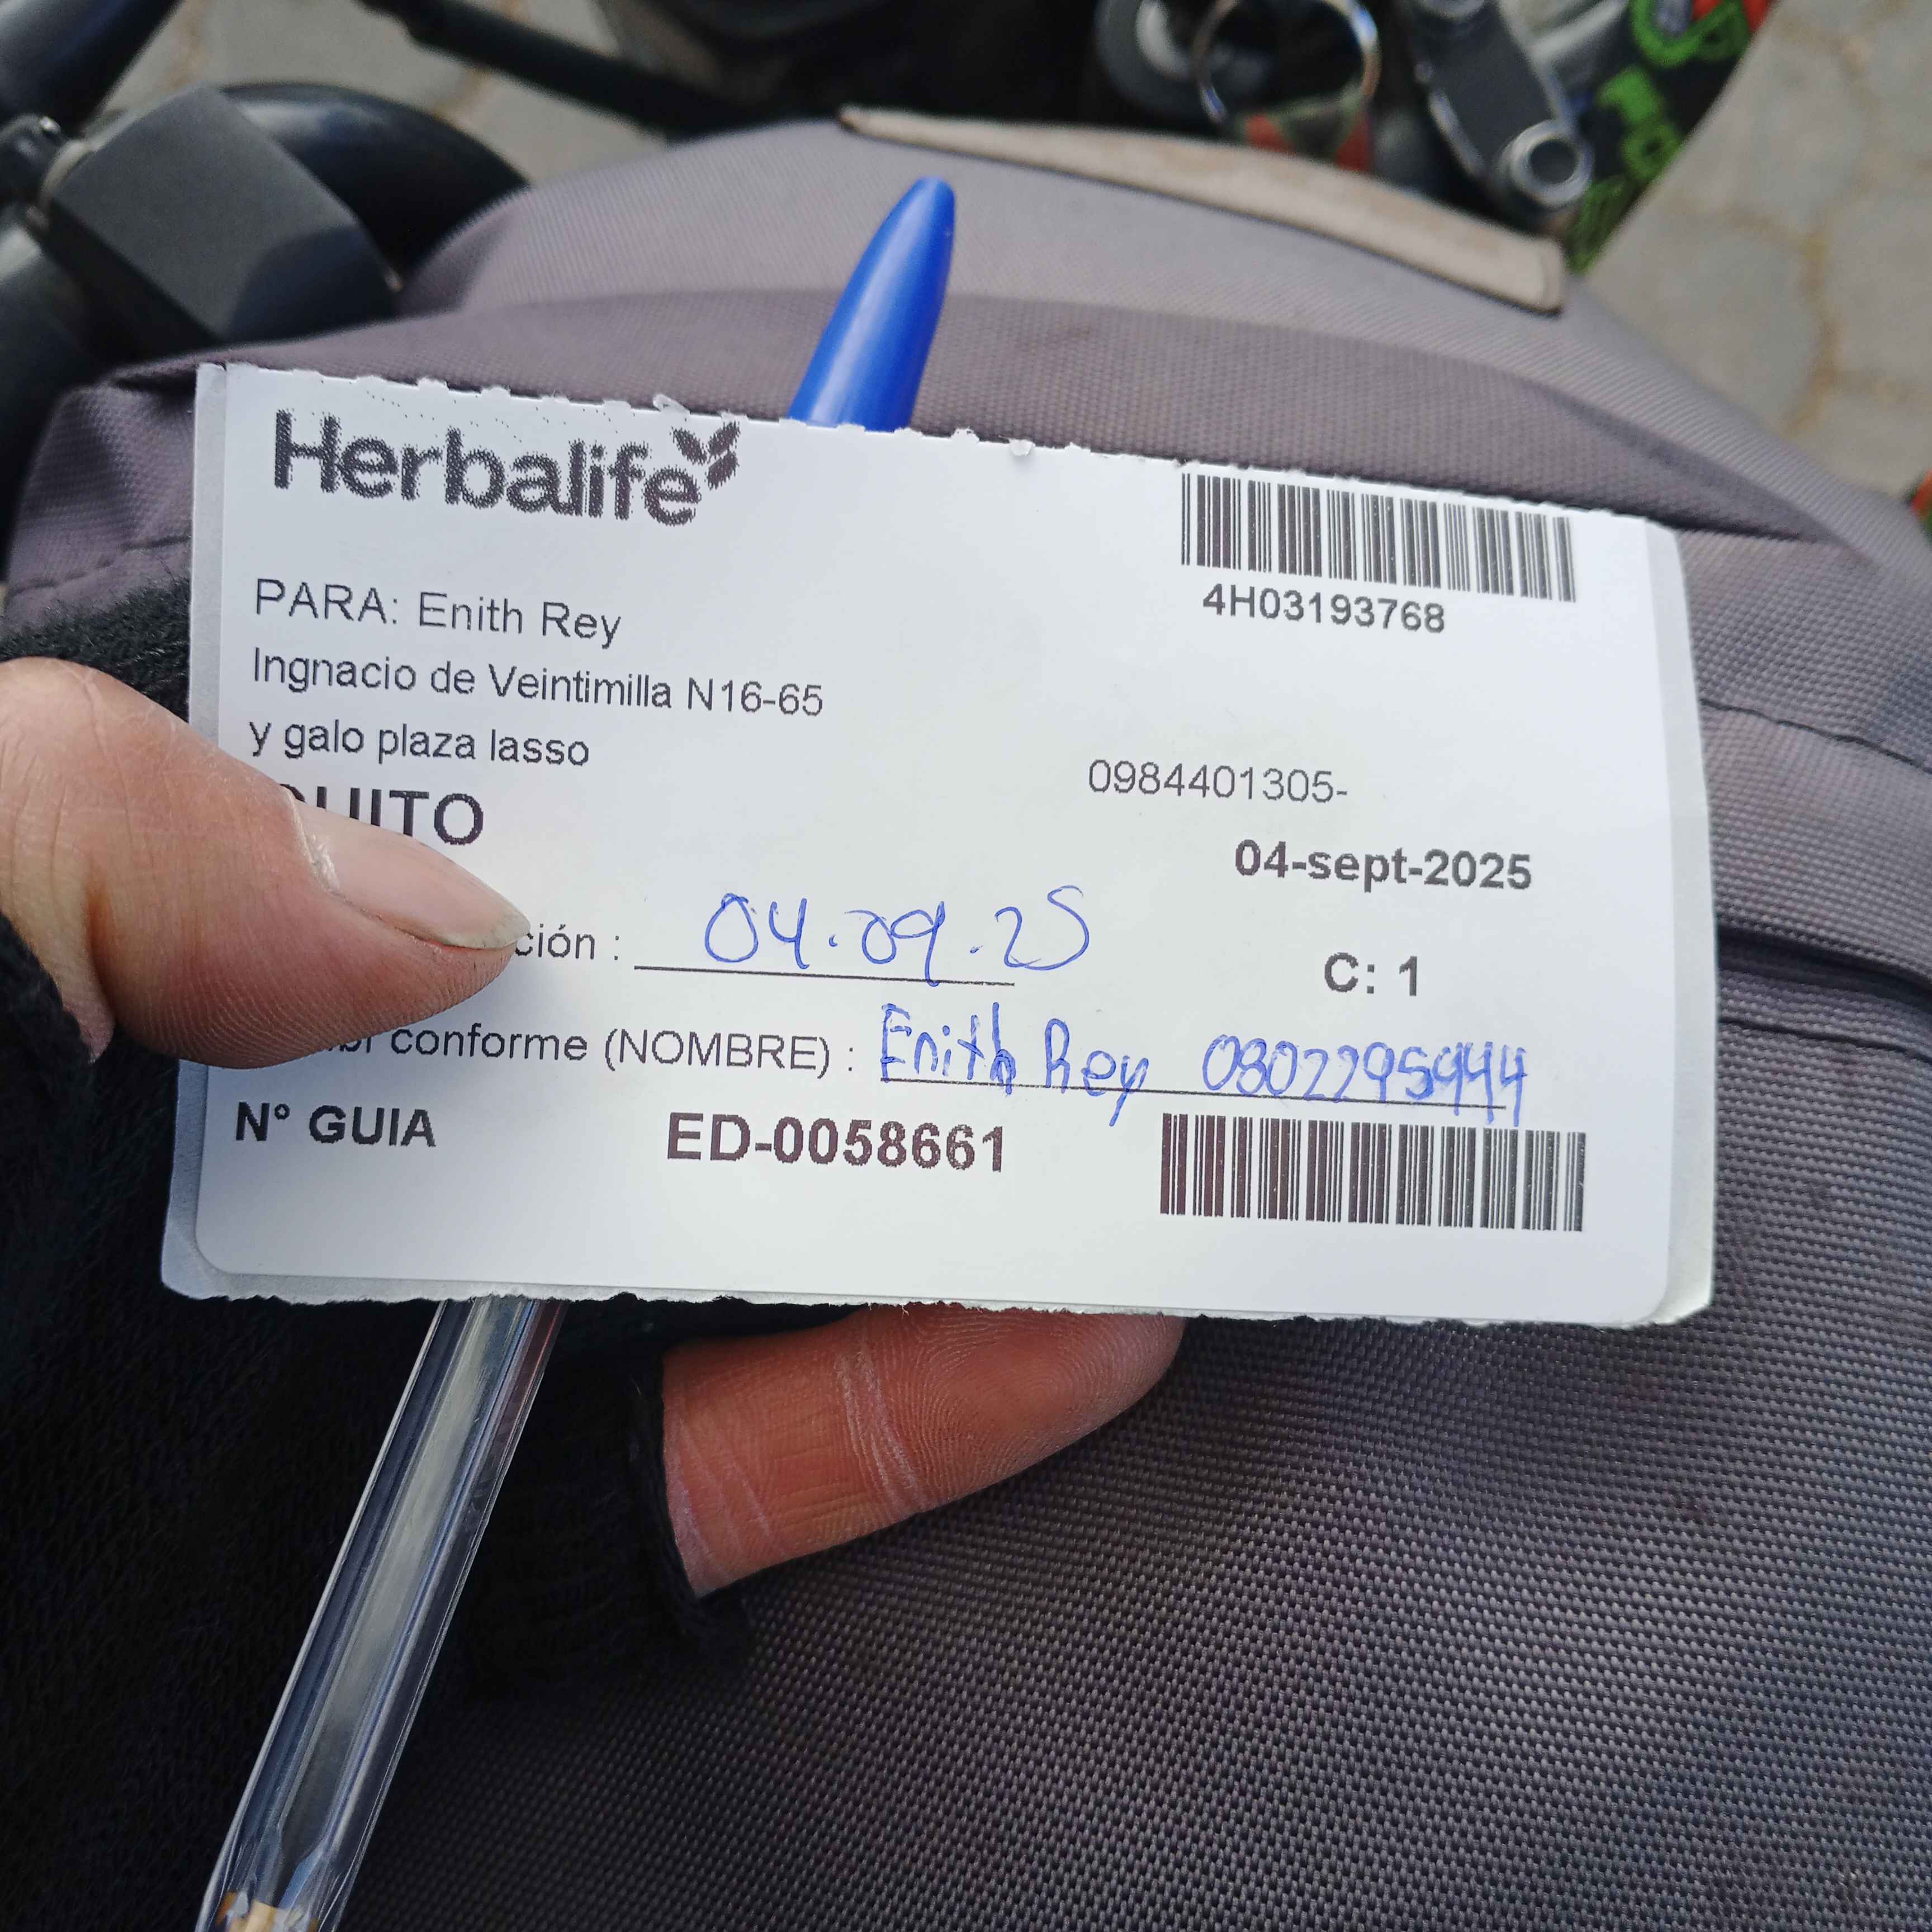 Herbalife
4H03193768
PARA: Enith Rey
Ingnacio de Veintimilla N16-65
y galo plaza lasso
0984401305-
QUITO
04-sept-2025
ción : 04.09.25
C: 1
conforme (NOMBRE) : Enith Rey 0802295944
N° GUIA ED-0058661